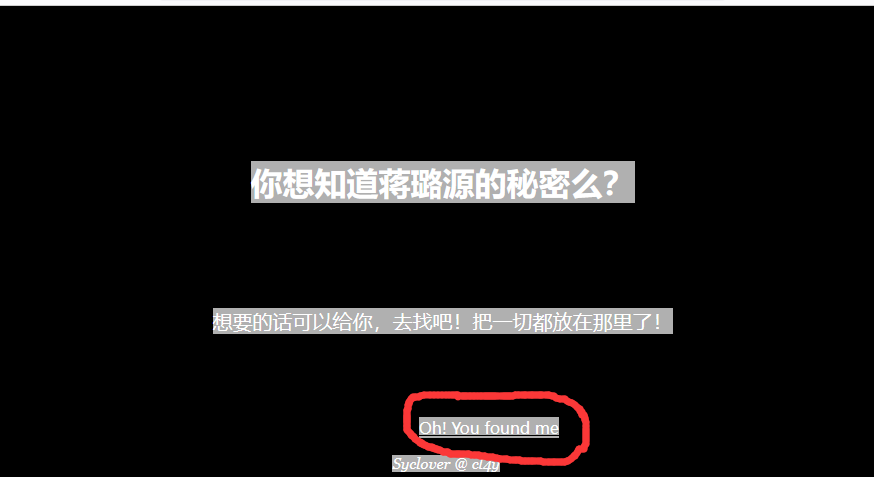 你想知道蒋璐源的秘密么？
想要的话可以给你，去找吧！把一切都放在那里了！
Oh! You found me
Syclover @ cl4y